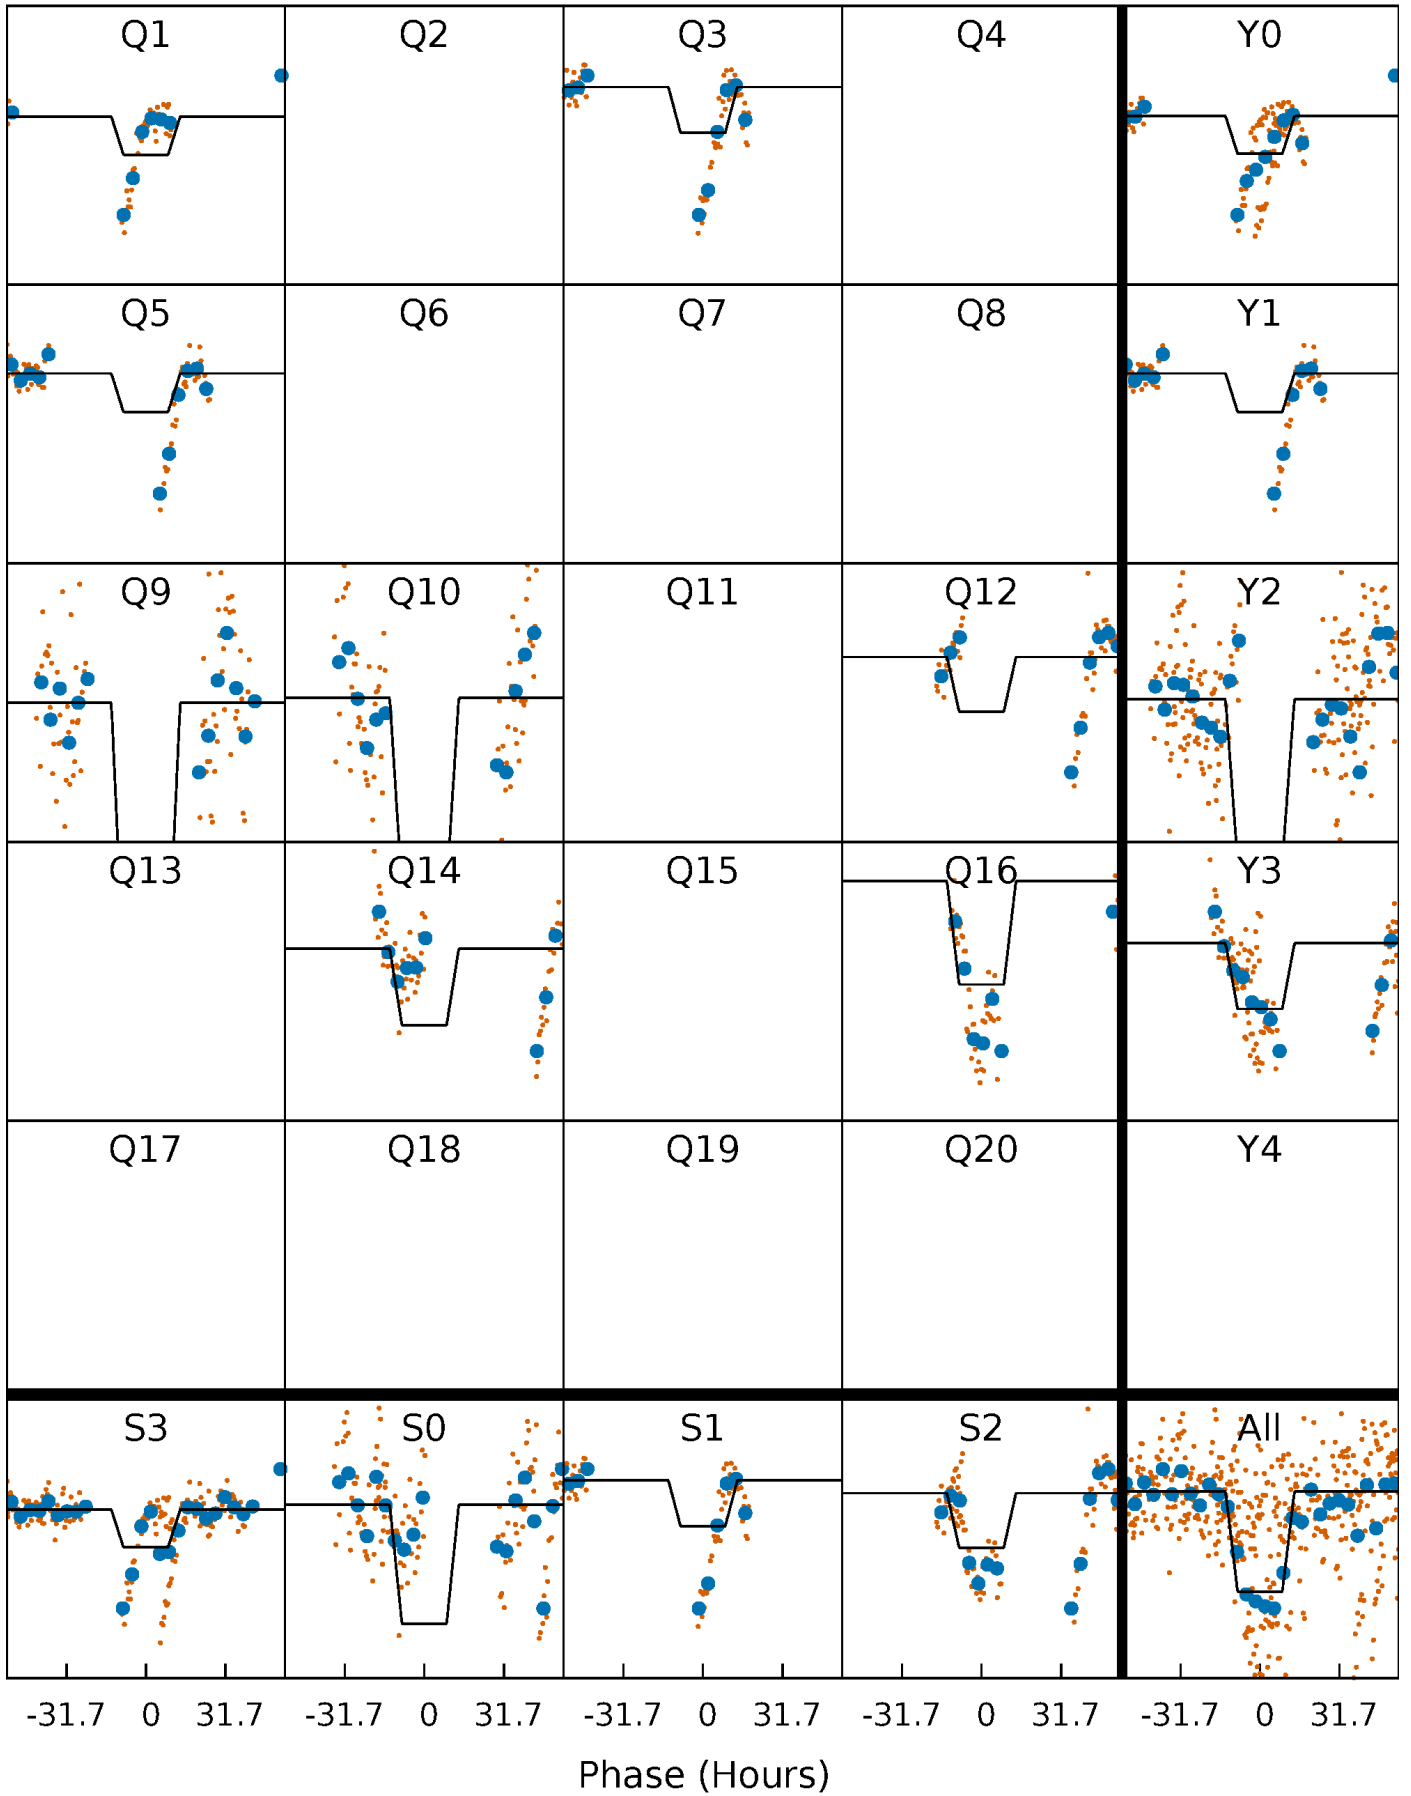 Q1 Q2 Q3 Q4 Y0
Q5 Q6 Q7 Q8 Y1
Q9 Q10 Q11 Q12 Y2
Q13 Q14 Q15 Q16 Y3
Q17 Q18 Q19 Q20 Y4
S3 S0 S1 S2 All
-31.7 0 31.7 -31.7 0 31.7 -31.7 0 31.7 -31.7 0 31.7 -31.7 0 31.7
Phase (Hours)